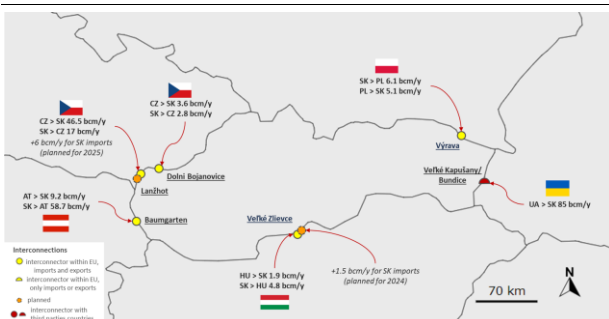 SK > PL 6.1 bcm/y
PL > SK 5.1 bcm/y
CZ > SK 3.6 bcm/y
SK > CZ 2.8 bcm/y
CZ > SK 46.5 bcm/y
SK > CZ 17 bcm/y
+6 bcm/y for SK imports
(planned for 2025)
Výrava
Dolni Bojanovice
Veľké Kapušany/
Bundice
Lanžhot
AT > SK 9.2 bcm/y
SK > AT 58.7 bcm/y
Baumgarten
Veľké Zlievce
UA > SK 85 bcm/y
HU > SK 1.9 bcm/y
SK > HU 4.8 bcm/y
+1.5 bcm/y for SK imports
(planned for 2024)
Interconnections
interconnector within EU,
imports and exports
interconnector within EU,
only imports or exports
planned
Interconnector with
third parties countries
70 km
N